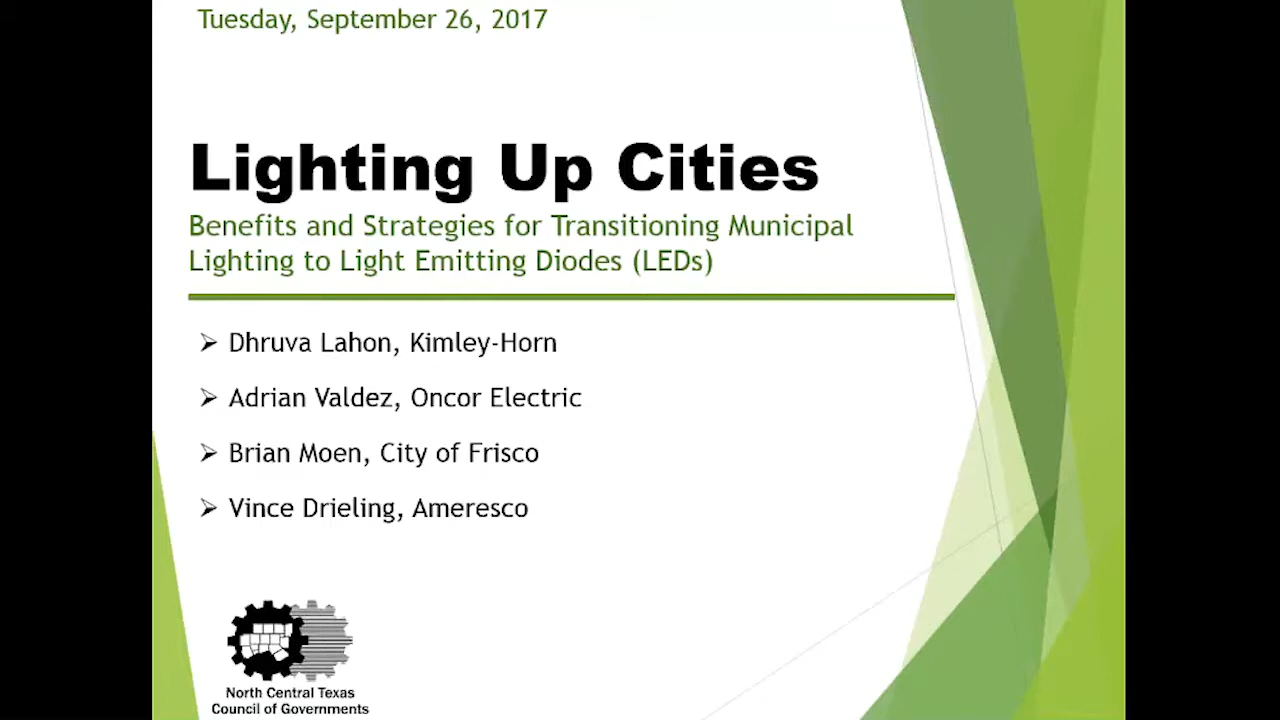 Tuesday, September 26, 2017
Lighting Up Cities
Benefits and Strategies for Transitioning Municipal
Lighting to Light Emitting Diodes (LEDs)
➢ Dhruva Lahon, Kimley-Horn
➢ Adrian Valdez, Oncor Electric
➢ Brian Moen, City of Frisco
➢ Vince Drieling, Ameresco
North Central Texas
Council of Governments